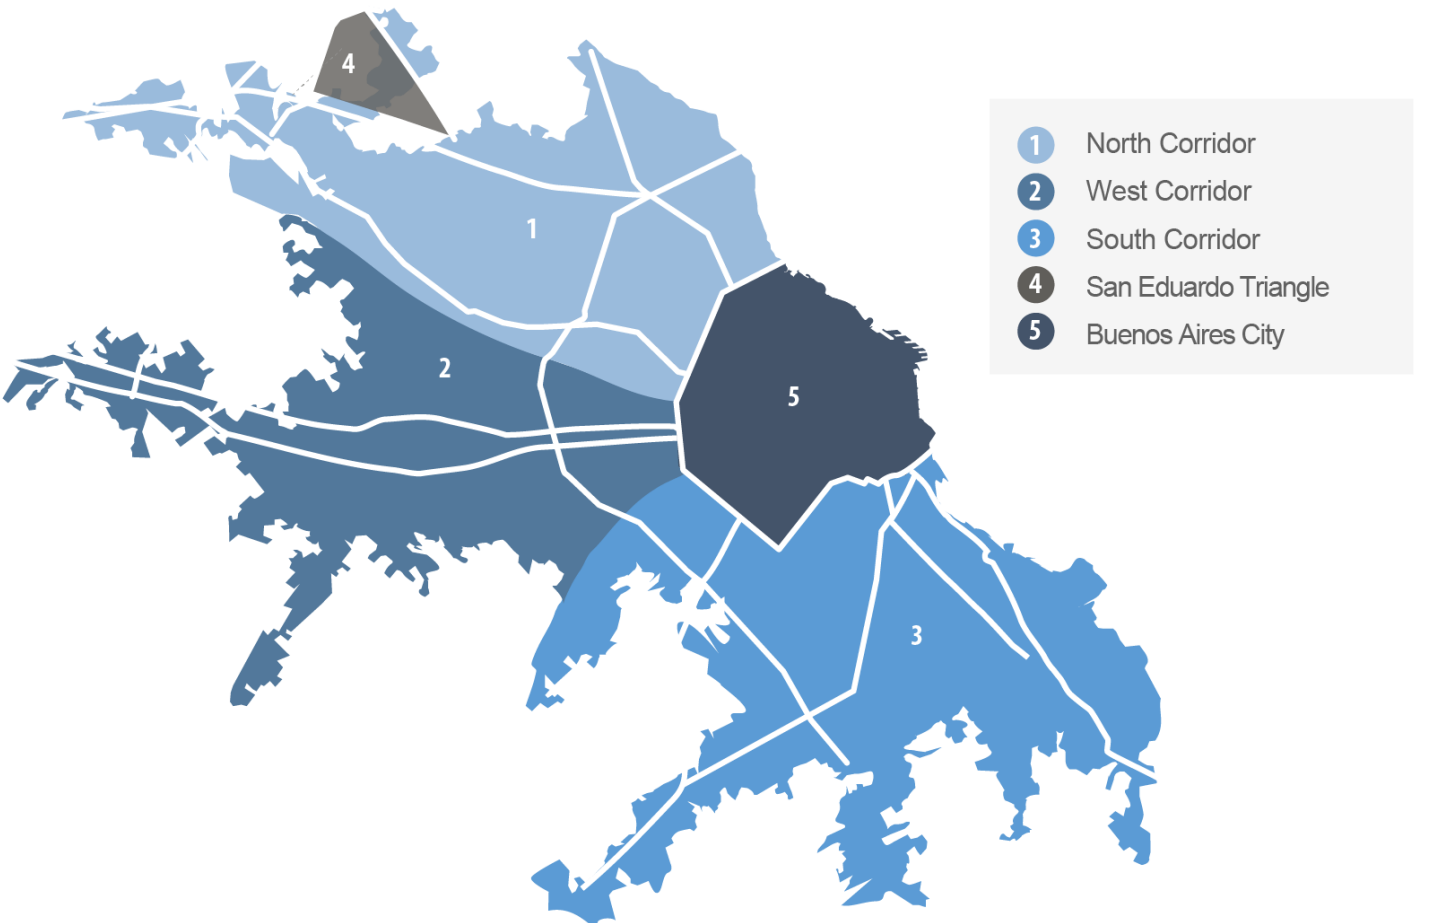 4
1
2
5
3
1 North Corridor
2 West Corridor
3 South Corridor
4 San Eduardo Triangle
5 Buenos Aires City